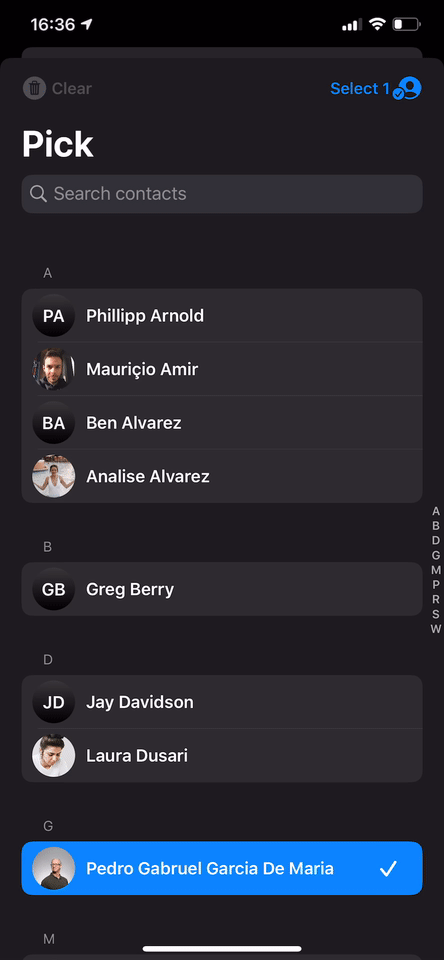 16:36
Clear
Select 1
Pick
Search contacts
A
PA Phillipp Arnold
Mauriçio Amir
BA Ben Alvarez
Analise Alvarez
B
GB Greg Berry
D
JD Jay Davidson
Laura Dusari
G
Pedro Gabruel Garcia De Maria
M
A
B
D
G
M
P
R
S
W